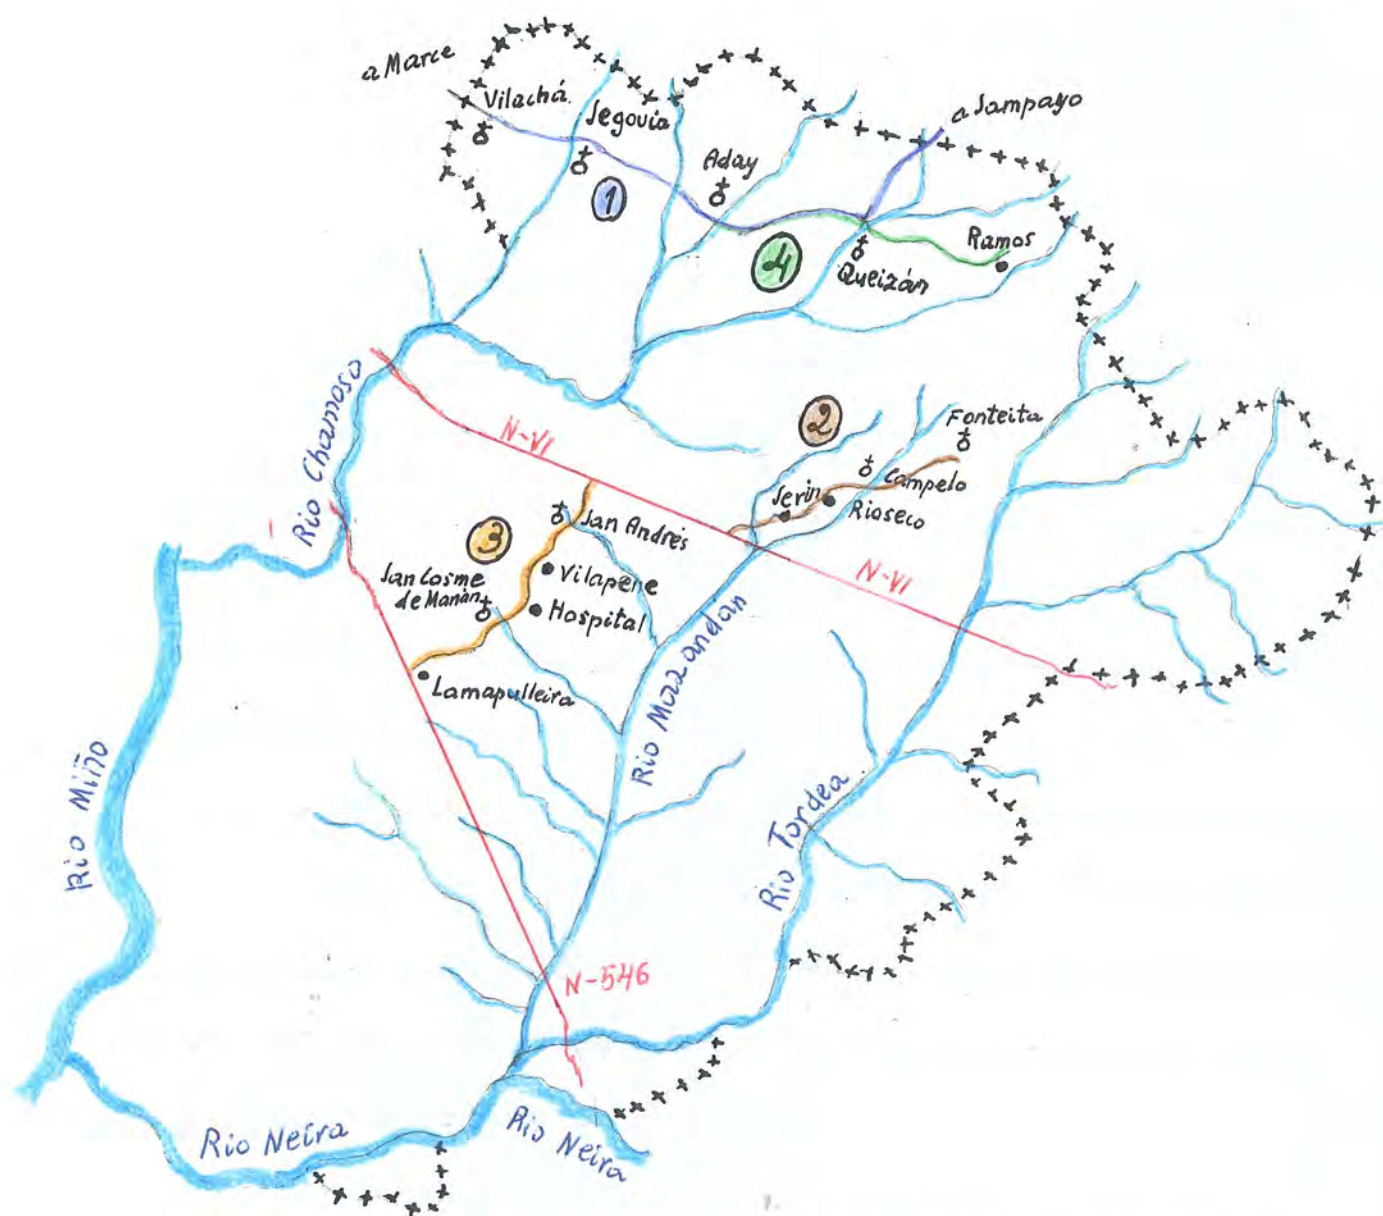 a Marce
Vilachá.
Segovia
a Sampayo
Aday
1
4
Ramos
Queizán
Rio Chamoso
N-VI
2
Fonteita
Campelo
Serin
Rioseco
3
San Andrés
San Cosme
de Manán
Vilapene
Hospital
N-VI
Lamapulleira
Rio Mazandan
Rio Miño
Rio Tordea
N-546
Rio Neira
Rio Neira